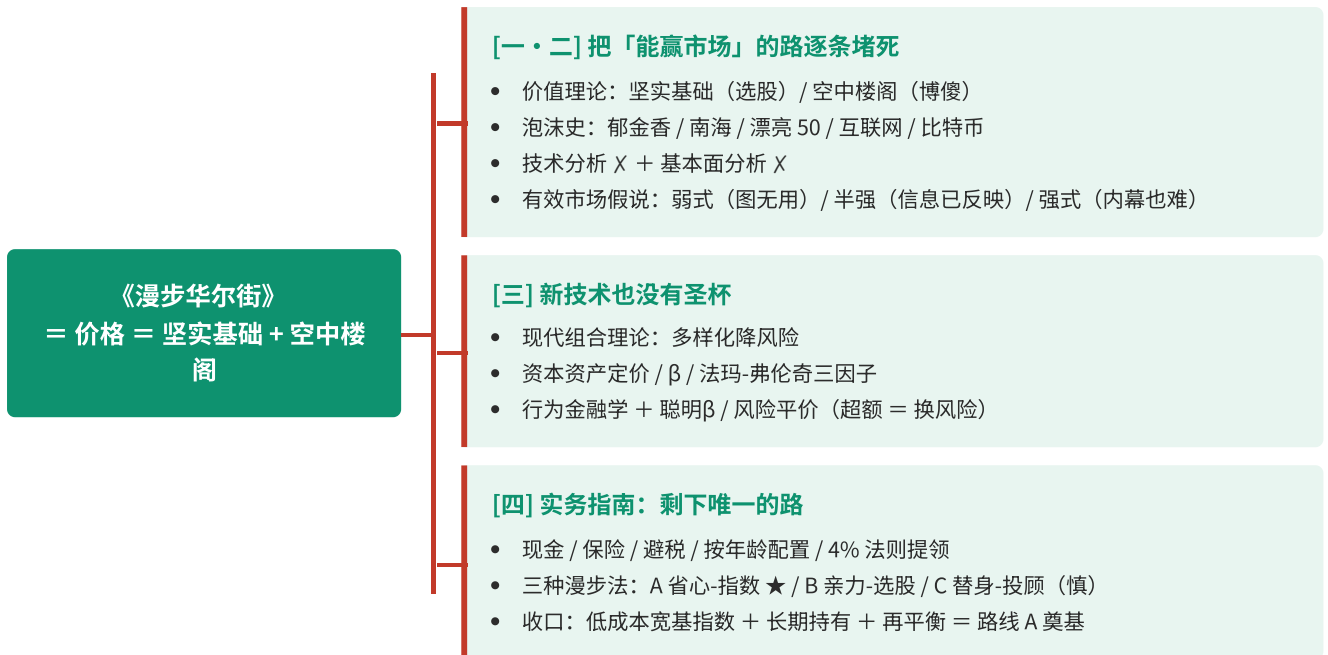 《漫步华尔街》
＝ 价格 ＝ 坚实基础 + 空中楼
阁
[一・二] 把「能赢市场」的路逐条堵死
• 价值理论：坚实基础（选股）/ 空中楼阁（博傻）
• 泡沫史：郁金香 / 南海 / 漂亮 50 / 互联网 / 比特币
• 技术分析 ✗ ＋ 基本面分析 ✗
• 有效市场假说：弱式（图无用）/ 半强（信息已反映）/ 强式（内幕也难）
[三] 新技术也没有圣杯
• 现代组合理论：多样化降风险
• 资本资产定价 / β / 法玛-弗伦奇三因子
• 行为金融学 ＋ 聪明β / 风险平价（超额 ＝ 换风险）
[四] 实务指南：剩下唯一的路
• 现金 / 保险 / 避税 / 按年龄配置 / 4% 法则提领
• 三种漫步法：A 省心-指数 ★ / B 亲力-选股 / C 替身-投顾（慎）
• 收口：低成本宽基指数 ＋ 长期持有 ＋ 再平衡 ＝ 路线 A 奠基